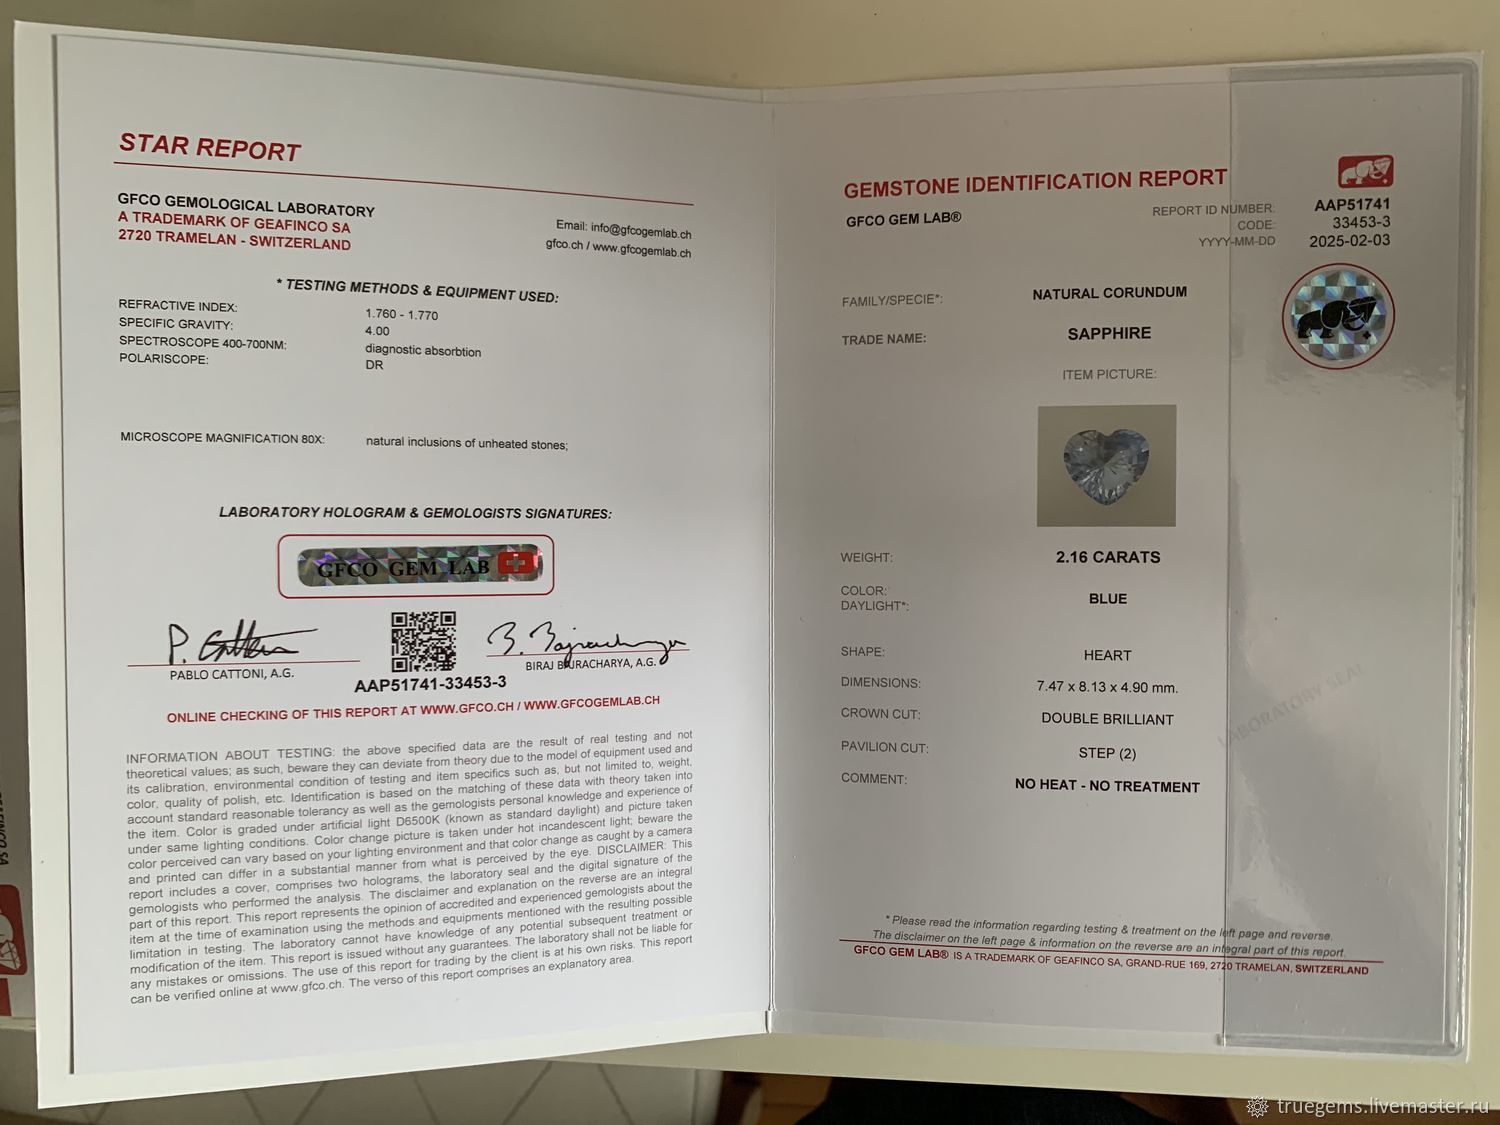 STAR REPORT
GFCO GEMOLOGICAL LABORATORY
A TRADEMARK OF GEAFINCO SA
2720 TRAMELAN - SWITZERLAND
Email: info@gfcogemlab.ch
gfco.ch / www.gfcogemlab.ch
* TESTING METHODS & EQUIPMENT USED:
REFRACTIVE INDEX: 1.760 - 1.770
SPECIFIC GRAVITY: 4.00
SPECTROSCOPE 400-700NM: diagnostic absorbtion
POLARISCOPE: DR
MICROSCOPE MAGNIFICATION 80X: natural inclusions of unheated stones;
LABORATORY HOLOGRAM & GEMOLOGISTS SIGNATURES:
GFCO GEM LAB
PABLO CATTONI, A.G.
BIRAJ BAJRACHARYA, A.G.
AAP51741-33453-3
ONLINE CHECKING OF THIS REPORT AT WWW.GFCO.CH / WWW.GFCOGEMLAB.CH
INFORMATION ABOUT TESTING: the above specified data are the result of real testing and not
theoretical values; as such, beware they can deviate from theory due to the model of equipment used and
its calibration, environmental condition of testing and item specifics such as, but not limited to, weight,
color, quality of polish, etc. Identification is based on the matching of these data with theory taken into
account standard reasonable tolerancy as well as the gemologists personal knowledge and experience of
the item. Color is graded under artificial light D6500K (known as standard daylight) and picture taken
under same lighting conditions. Color change picture is taken under hot incandescent light; beware the
color perceived can vary based on your lighting environment and that color change as caught by a camera
and printed can differ in a substantial manner from what is perceived by the eye. DISCLAIMER: This
report includes a cover, comprises two holograms, the laboratory seal and the digital signature of the
gemologists who performed the analysis. The disclaimer and explanation on the reverse are an integral
part of this report. This report represents the opinion of accredited and experienced gemologists about the
item at the time of examination using the methods and equipments mentioned with the resulting possible
limitation in testing. The laboratory cannot have knowledge of any potential subsequent treatment or
modification of the item. This report is issued without any guarantees. The laboratory shall not be liable for
any mistakes or omissions. The use of this report for trading by the client is at his own risks. This report
can be verified online at www.gfco.ch. The verso of this report comprises an explanatory area.
GEMSTONE IDENTIFICATION REPORT
GFCO GEM LAB®
REPORT ID NUMBER: AAP51741
CODE: 33453-3
YYYY-MM-DD 2025-02-03
FAMILY/SPECIE*: NATURAL CORUNDUM
TRADE NAME: SAPPHIRE
ITEM PICTURE:
WEIGHT: 2.16 CARATS
COLOR:
DAYLIGHT*: BLUE
SHAPE: HEART
DIMENSIONS: 7.47 x 8.13 x 4.90 mm.
CROWN CUT: DOUBLE BRILLIANT
PAVILION CUT: STEP (2)
COMMENT: NO HEAT - NO TREATMENT
LABORATORY SEAL
* Please read the information regarding testing & treatment on the left page and reverse.
The disclaimer on the left page & information on the reverse are an integral part of this report.
GFCO GEM LAB® IS A TRADEMARK OF GEAFINCO SA, GRAND-RUE 169, 2720 TRAMELAN, SWITZERLAND
truegems.livemaster.ru